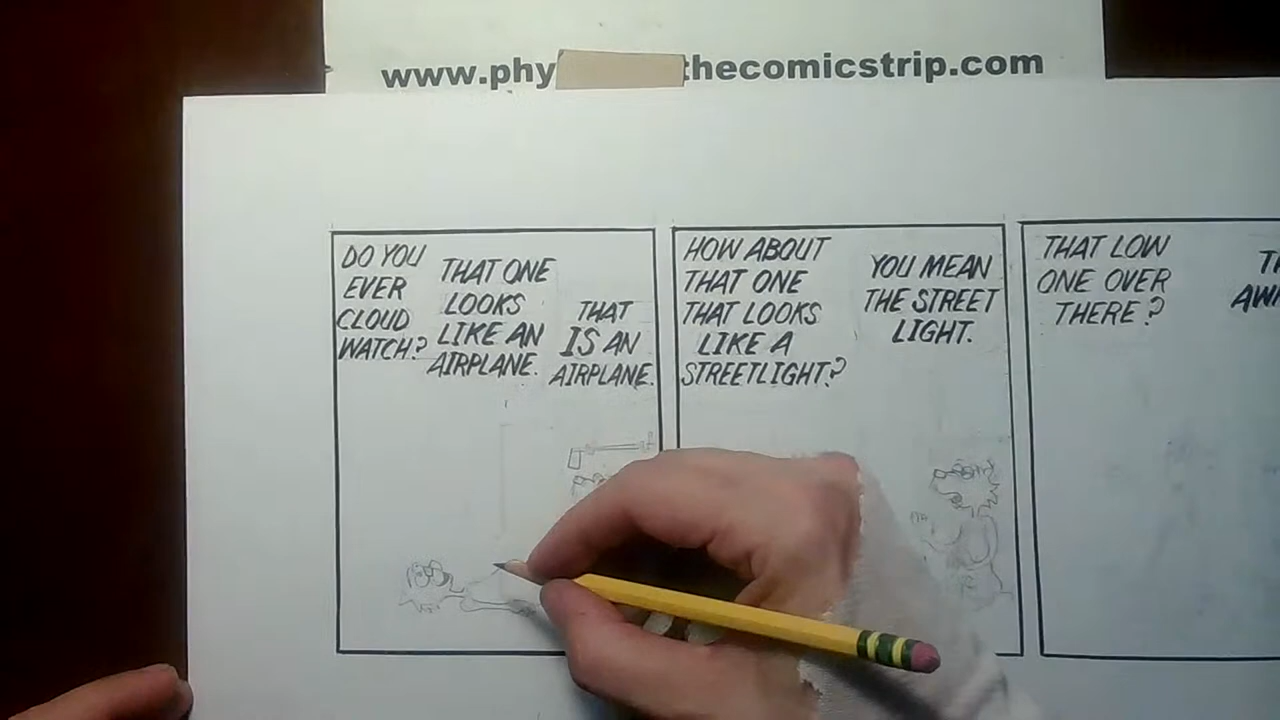 www.phy thecomicstrip.com
DO YOU
EVER
CLOUD
WATCH?
THAT ONE
LOOKS
LIKE AN
AIRPLANE.
THAT
IS AN
AIRPLANE.
HOW ABOUT
THAT ONE
THAT LOOKS
LIKE A
STREETLIGHT?
YOU MEAN
THE STREET
LIGHT.
THAT LOW
ONE OVER
THERE?